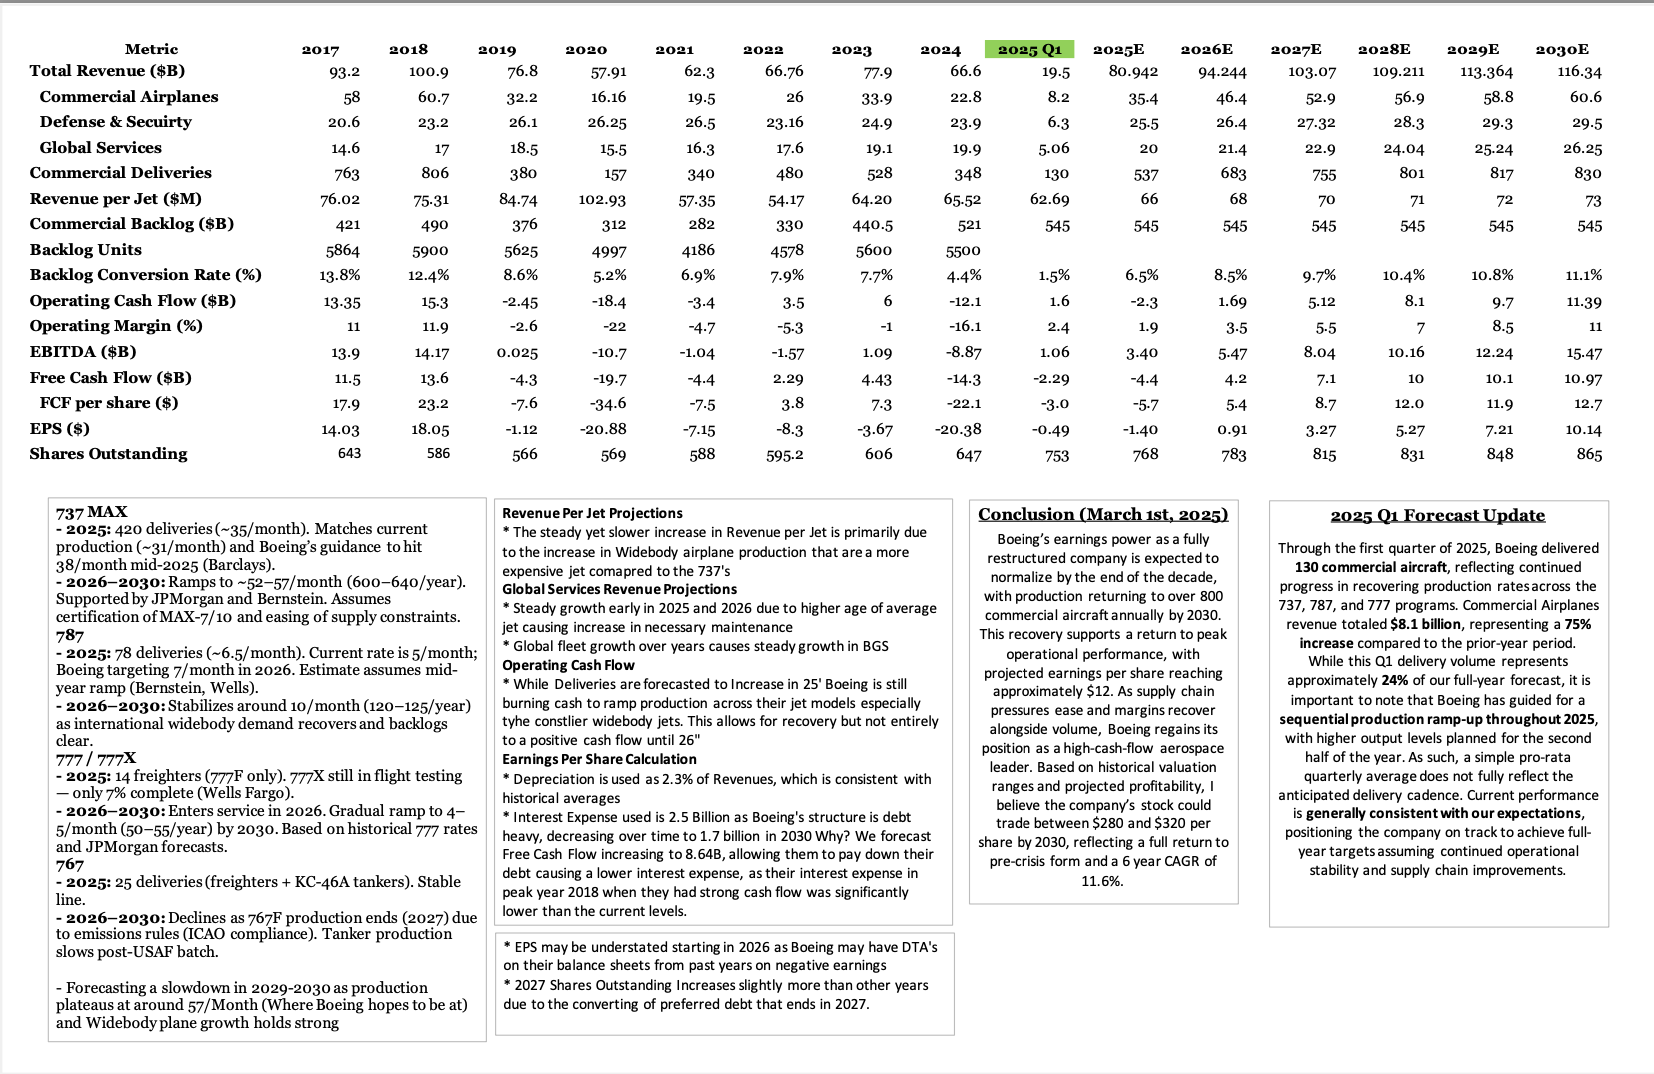 Metric 2017 2018 2019 2020 2021 2022 2023 2024 2025 Q1 2025E 2026E 2027E 2028E 2029E 2030E
Total Revenue ($B) 93.2 100.9 76.8 57.91 62.3 66.76 77.9 66.6 19.5 80.942 94.244 103.07 109.211 113.364 116.34
Commercial Airplanes 58 60.7 32.2 16.16 19.5 26 33.9 22.8 8.2 35.4 46.4 52.9 56.9 58.8 60.6
Defense & Secuirty 20.6 23.2 26.1 26.25 26.5 23.16 24.9 23.9 6.3 25.5 26.4 27.32 28.3 29.3 29.5
Global Services 14.6 17 18.5 15.5 16.3 17.6 19.1 19.9 5.06 20 21.4 22.9 24.04 25.24 26.25
Commercial Deliveries 763 806 380 157 340 480 528 348 130 537 683 755 801 817 830
Revenue per Jet ($M) 76.02 75.31 84.74 102.93 57.35 54.17 64.20 65.52 62.69 66 68 70 71 72 73
Commercial Backlog ($B) 421 490 376 312 282 330 440.5 521 545 545 545 545 545 545 545
Backlog Units 5864 5900 5625 4997 4186 4578 5600 5500
Backlog Conversion Rate (%) 13.8% 12.4% 8.6% 5.2% 6.9% 7.9% 7.7% 4.4% 1.5% 6.5% 8.5% 9.7% 10.4% 10.8% 11.1%
Operating Cash Flow ($B) 13.35 15.3 -2.45 -18.4 -3.4 3.5 6 -12.1 1.6 -2.3 1.69 5.12 8.1 9.7 11.39
Operating Margin (%) 11 11.9 -2.6 -22 -4.7 -5.3 -1 -16.1 2.4 1.9 3.5 5.5 7 8.5 11
EBITDA ($B) 13.9 14.17 0.025 -10.7 -1.04 -1.57 1.09 -8.87 1.06 3.40 5.47 8.04 10.16 12.24 15.47
Free Cash Flow ($B) 11.5 13.6 -4.3 -19.7 -4.4 2.29 4.43 -14.3 -2.29 -4.4 4.2 7.1 10 10.1 10.97
FCF per share ($) 17.9 23.2 -7.6 -34.6 -7.5 3.8 7.3 -22.1 -3.0 -5.7 5.4 8.7 12.0 11.9 12.7
EPS ($) 14.03 18.05 -1.12 -20.88 -7.15 -8.3 -3.67 -20.38 -0.49 -1.40 0.91 3.27 5.27 7.21 10.14
Shares Outstanding 643 586 566 569 588 595.2 606 647 753 768 783 815 831 848 865
737 MAX
- 2025: 420 deliveries (~35/month). Matches current
production (~31/month) and Boeing's guidance to hit
38/month mid-2025 (Barclays).
- 2026–2030: Ramps to ~52–57/month (600–640/year).
Supported by JPMorgan and Bernstein. Assumes
certification of MAX-7/10 and easing of supply constraints.
787
- 2025: 78 deliveries (~6.5/month). Current rate is 5/month;
Boeing targeting 7/month in 2026. Estimate assumes mid-
year ramp (Bernstein, Wells).
- 2026–2030: Stabilizes around 10/month (120–125/year)
as international widebody demand recovers and backlogs
clear.
777 / 777X
- 2025: 14 freighters (777F only). 777X still in flight testing
— only 7% complete (Wells Fargo).
- 2026–2030: Enters service in 2026. Gradual ramp to 4–
5/month (50–55/year) by 2030. Based on historical 777 rates
and JPMorgan forecasts.
767
- 2025: 25 deliveries (freighters + KC-46A tankers). Stable
line.
- 2026–2030: Declines as 767F production ends (2027) due
to emissions rules (ICAO compliance). Tanker production
slows post-USAF batch.
- Forecasting a slowdown in 2029-2030 as production
plateaus at around 57/Month (Where Boeing hopes to be at)
and Widebody plane growth holds strong
Revenue Per Jet Projections
* The steady yet slower increase in Revenue per Jet is primarily due
to the increase in Widebody airplane production that are a more
expensive jet comapred to the 737's
Global Services Revenue Projections
* Steady growth early in 2025 and 2026 due to higher age of average
jet causing increase in necessary maintenance
* Global fleet growth over years causes steady growth in BGS
Operating Cash Flow
* While Deliveries are forecasted to Increase in 25' Boeing is still
burning cash to ramp production across their jet models especially
tyhe constlier widebody jets. This allows for recovery but not entirely
to a positive cash flow until 26"
Earnings Per Share Calculation
* Depreciation is used as 2.3% of Revenues, which is consistent with
historical averages
* Interest Expense used is 2.5 Billion as Boeing's structure is debt
heavy, decreasing over time to 1.7 billion in 2030 Why? We forecast
Free Cash Flow increasing to 8.64B, allowing them to pay down their
debt causing a lower interest expense, as their interest expense in
peak year 2018 when they had strong cash flow was significantly
lower than the current levels.
* EPS may be understated starting in 2026 as Boeing may have DTA's
on their balance sheets from past years on negative earnings
* 2027 Shares Outstanding Increases slightly more than other years
due to the converting of preferred debt that ends in 2027.
Conclusion (March 1st, 2025)
Boeing's earnings power as a fully
restructured company is expected to
normalize by the end of the decade,
with production returning to over 800
commercial aircraft annually by 2030.
This recovery supports a return to peak
operational performance, with
projected earnings per share reaching
approximately $12. As supply chain
pressures ease and margins recover
alongside volume, Boeing regains its
position as a high-cash-flow aerospace
leader. Based on historical valuation
ranges and projected profitability, I
believe the company's stock could
trade between $280 and $320 per
share by 2030, reflecting a full return to
pre-crisis form and a 6 year CAGR of
11.6%.
2025 Q1 Forecast Update
Through the first quarter of 2025, Boeing delivered
130 commercial aircraft, reflecting continued
progress in recovering production rates across the
737, 787, and 777 programs. Commercial Airplanes
revenue totaled $8.1 billion, representing a 75%
increase compared to the prior-year period.
While this Q1 delivery volume represents
approximately 24% of our full-year forecast, it is
important to note that Boeing has guided for a
sequential production ramp-up throughout 2025,
with higher output levels planned for the second
half of the year. As such, a simple pro-rata
quarterly average does not fully reflect the
anticipated delivery cadence. Current performance
is generally consistent with our expectations,
positioning the company on track to achieve full-
year targets assuming continued operational
stability and supply chain improvements.